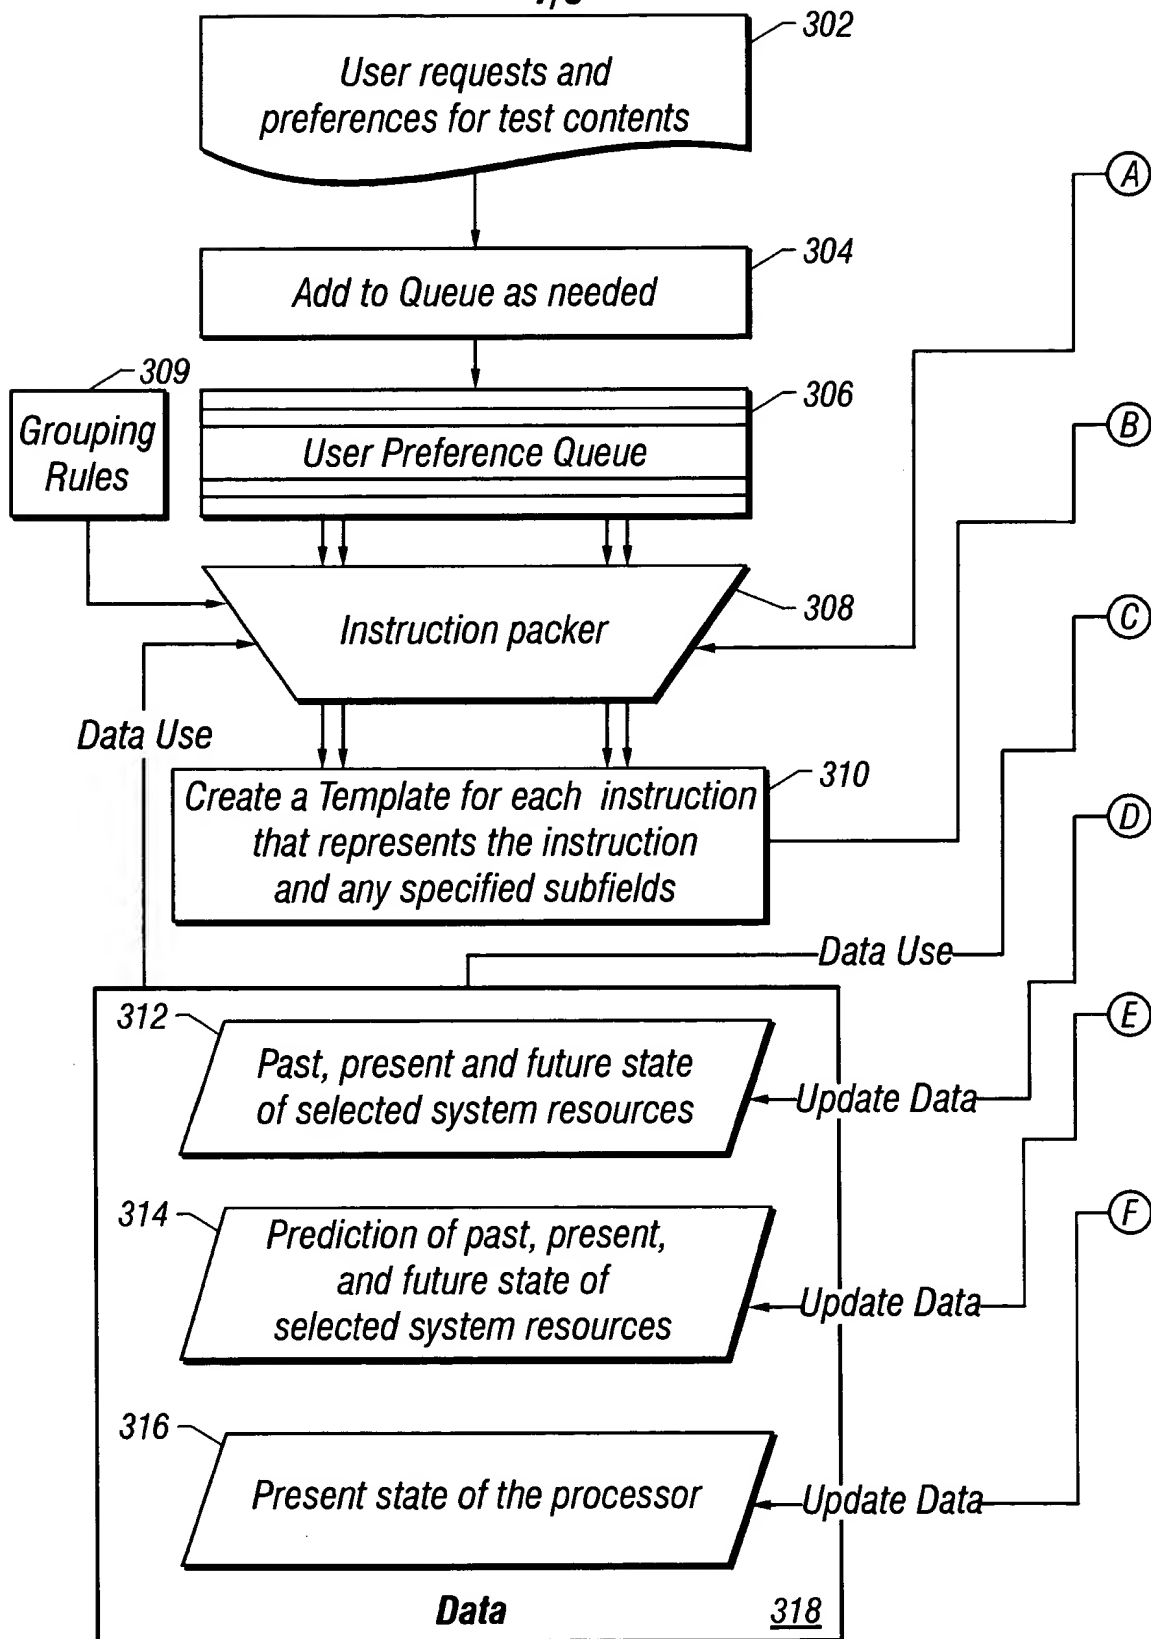 302
User requests and
preferences for test contents
A
304
Add to Queue as needed
309
Grouping
Rules
306
User Preference Queue
B
308
Instruction packer
C
Data Use
310
Create a Template for each instruction
that represents the instruction
and any specified subfields
D
Data Use
312
Past, present and future state
of selected system resources
E
Update Data
314
Prediction of past, present,
and future state of
selected system resources
F
Update Data
316
Present state of the processor
Update Data
Data
318